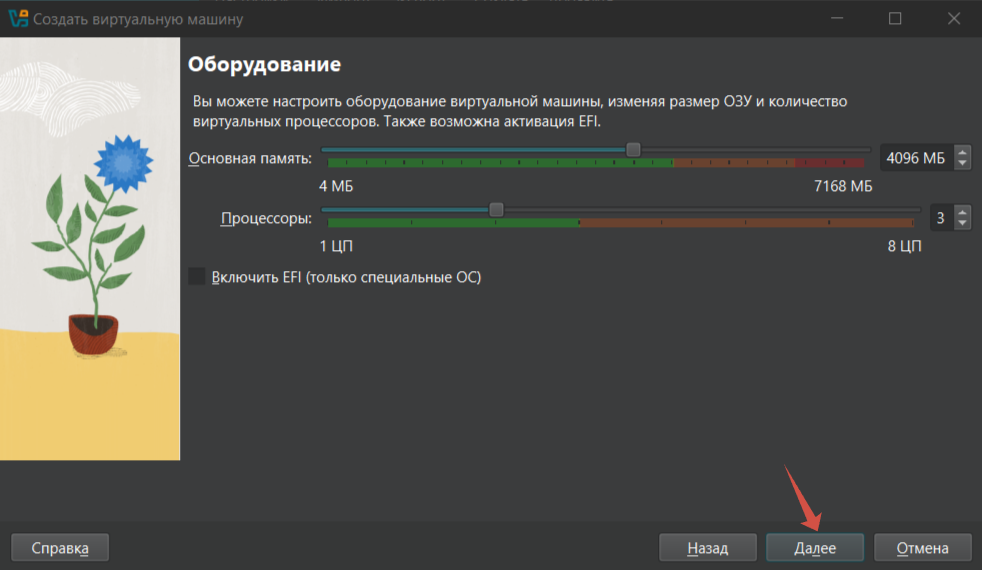 Создать виртуальную машину
Оборудование
Вы можете настроить оборудование виртуальной машины, изменяя размер ОЗУ и количество
виртуальных процессоров. Также возможна активация EFI.
Основная память:
4096 МБ
4 МБ
7168 МБ
Процессоры:
3
1 ЦП
8 ЦП
Включить EFI (только специальные ОС)
Справка
Назад
Далее
Отмена